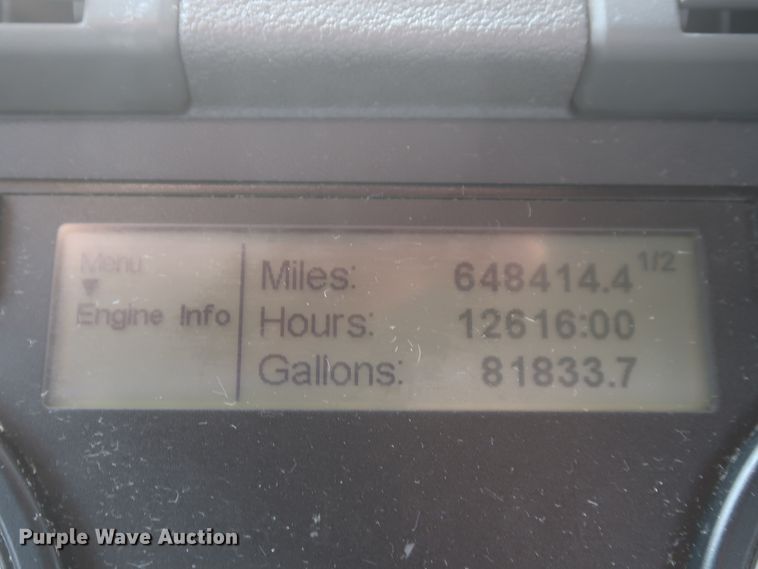 Menu
Engine Info
Miles: 648414.4 1/2
Hours: 12616:00
Gallons: 81833.7
Purple Wave Auction